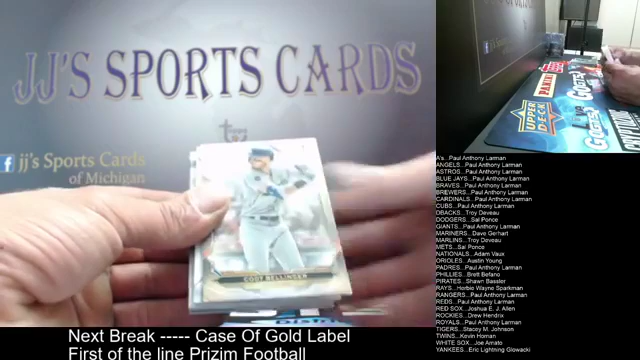 JJ'S SPORTS CARDS
jj's Sports Cards
of Michigan
CODY BELLINGER
UPPER DECK
PANINI
A's...Paul Anthony Larman
ANGELS...Paul Anthony Larman
ASTROS...Paul Anthony Larman
BLUE JAYS...Paul Anthony Larman
BRAVES...Paul Anthony Larman
BREWERS...Paul Anthony Larman
CARDINALS...Paul Anthony Larman
CUBS...Paul Anthony Larman
DBACKS...Troy Deveau
DODGERS...Sal Ponce
GIANTS...Paul Anthony Larman
MARINERS...Dave Gerhart
MARLINS...Troy Deveau
METS...Sal Ponce
NATIONALS...Adam Vaux
ORIOLES...Austin Young
PADRES...Paul Anthony Larman
PHILLIES...Brett Befano
PIRATES...Shawn Bassler
RAYS...Herbie Wayne Sparkman
RANGERS...Paul Anthony Larman
REDS...Paul Anthony Larman
RED SOX...Joshua E. J. Allen
ROCKIES...Drew Hendrix
ROYALS...Paul Anthony Larman
TIGERS...Stacey M. Johnson
TWINS...Kevin Homan
WHITE SOX...Joe Amato
YANKEES...Eric Lightning Glowacki
Next Break ----- Case Of Gold Label
First of the line Prizim Football